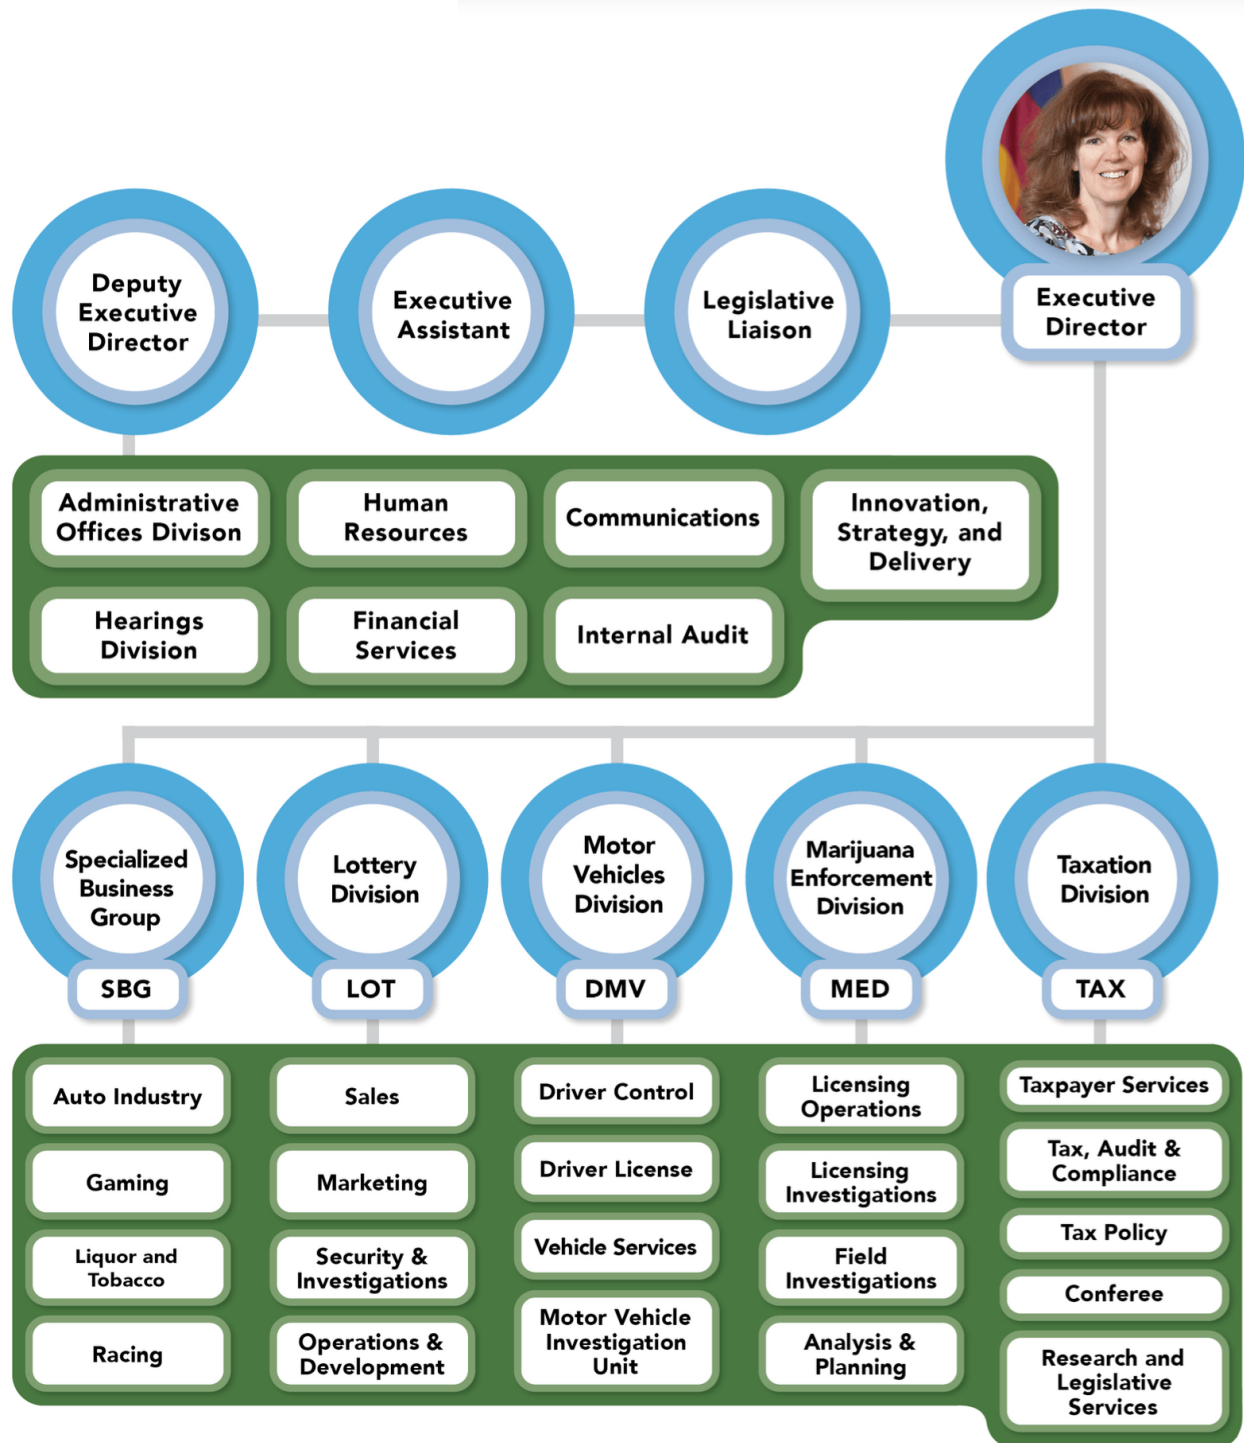 Executive
Director
Deputy
Executive
Director
Executive
Assistant
Legislative
Liaison
Administrative
Offices Divison
Human
Resources
Communications
Innovation,
Strategy, and
Delivery
Hearings
Division
Financial
Services
Internal Audit
Specialized
Business
Group
SBG
Lottery
Division
LOT
Motor
Vehicles
Division
DMV
Marijuana
Enforcement
Division
MED
Taxation
Division
TAX
Auto Industry
Gaming
Liquor and
Tobacco
Racing
Sales
Marketing
Security &
Investigations
Operations &
Development
Driver Control
Driver License
Vehicle Services
Motor Vehicle
Investigation
Unit
Licensing
Operations
Licensing
Investigations
Field
Investigations
Analysis &
Planning
Taxpayer Services
Tax, Audit &
Compliance
Tax Policy
Conferee
Research and
Legislative
Services